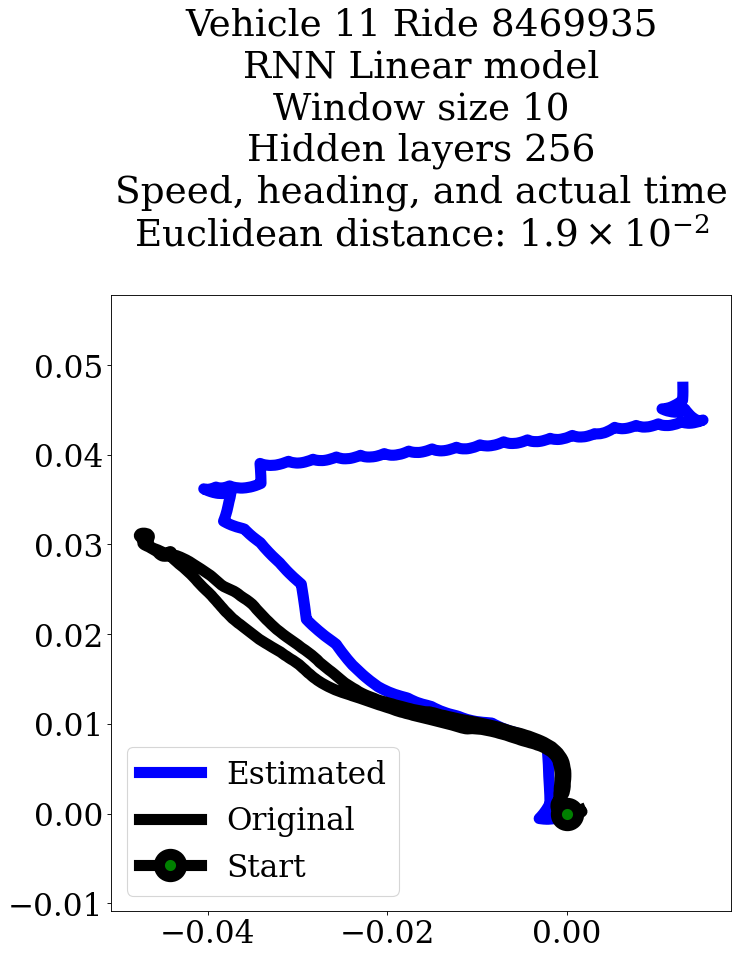 Vehicle 11 Ride 8469935
RNN Linear model
Window size 10
Hidden layers 256
Speed, heading, and actual time
Euclidean distance: 1.9 × 10⁻²
0.05
0.04
0.03
0.02
0.01
0.00
−0.01
Estimated
Original
Start
−0.04 −0.02 0.00